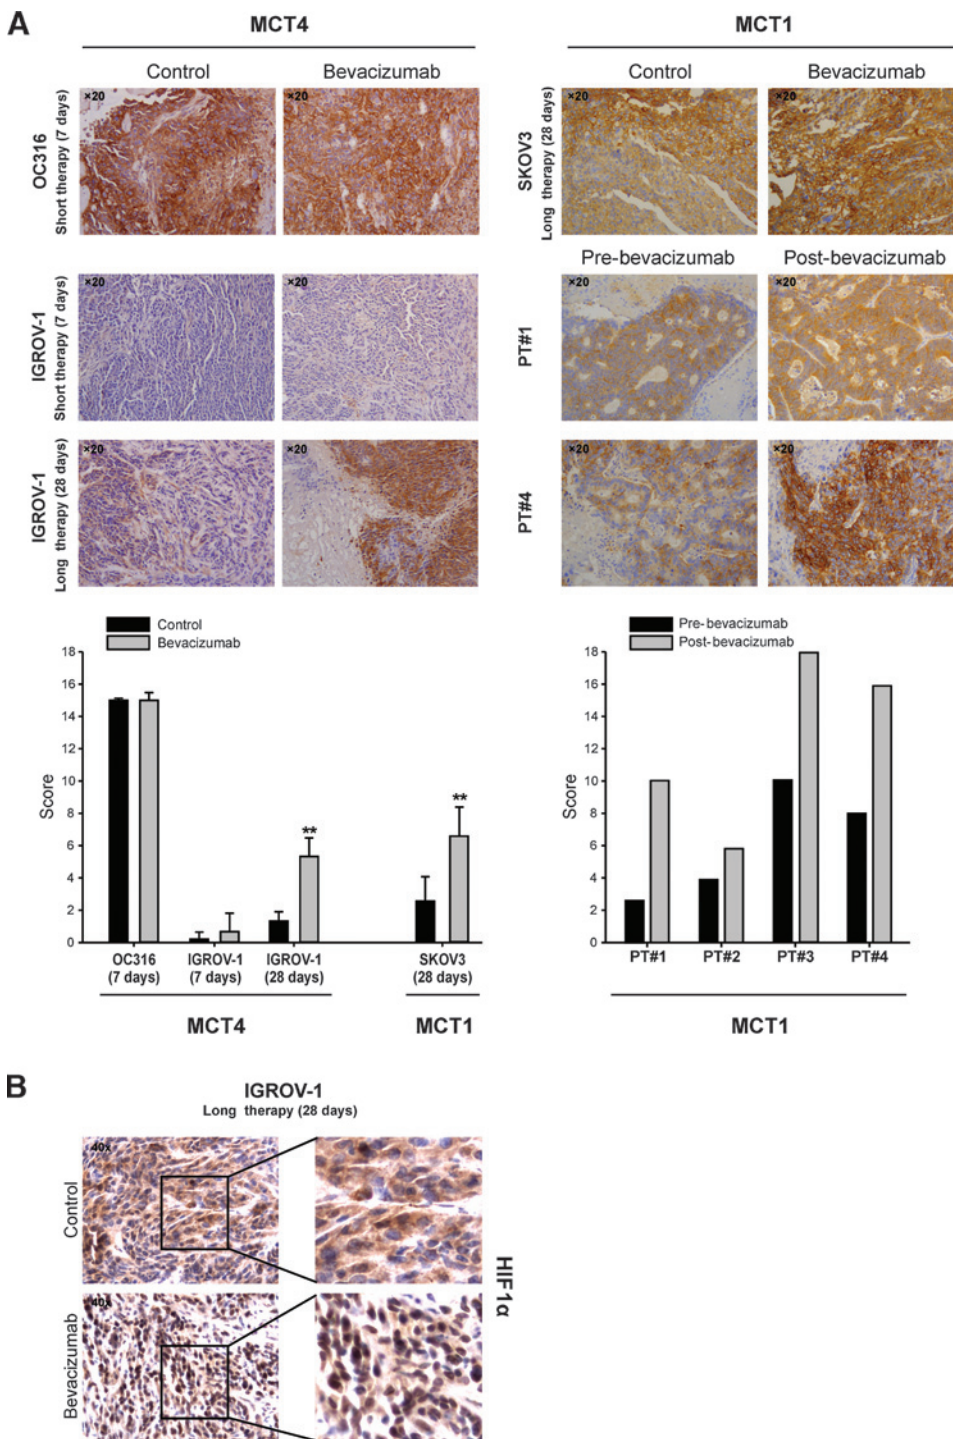 A
MCT4
MCT1
Control
Bevacizumab
Control
Bevacizumab
OC316
Short therapy (7 days)
×20
×20
SKOV3
Long therapy (28 days)
×20
×20
Pre-bevacizumab
Post-bevacizumab
IGROV-1
Short therapy (7 days)
×20
×20
PT#1
×20
×20
IGROV-1
Long therapy (28 days)
×20
×20
PT#4
×20
×20
Control
Bevacizumab
Score
18
16
14
12
10
8
6
4
2
0
**
**
OC316
(7 days)
IGROV-1
(7 days)
IGROV-1
(28 days)
SKOV3
(28 days)
MCT4
MCT1
Pre-bevacizumab
Post-bevacizumab
Score
18
16
14
12
10
8
6
4
2
0
PT#1
PT#2
PT#3
PT#4
MCT1
B
IGROV-1
Long therapy (28 days)
Control
40x
Bevacizumab
40x
HIF1α